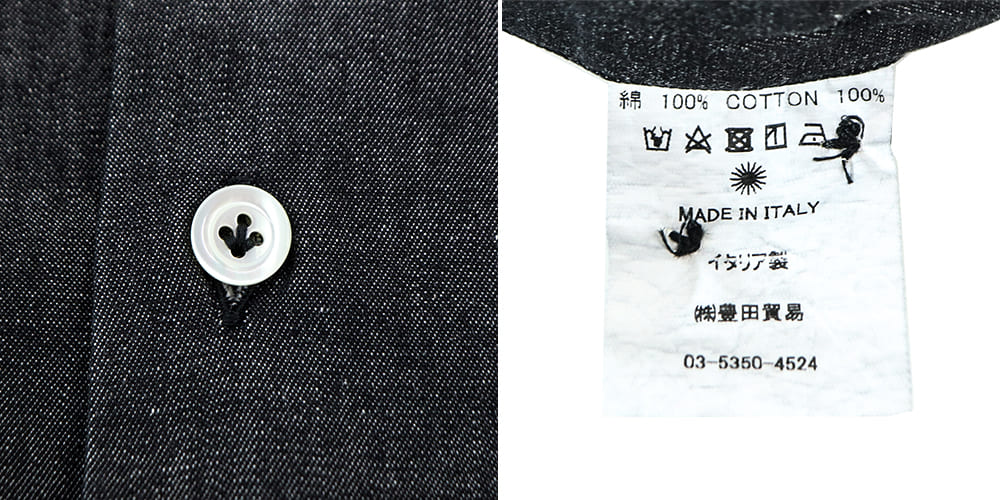 綿 100% COTTON 100%
MADE IN ITALY
イタリア製
㈱豊田貿易
03-5350-4524